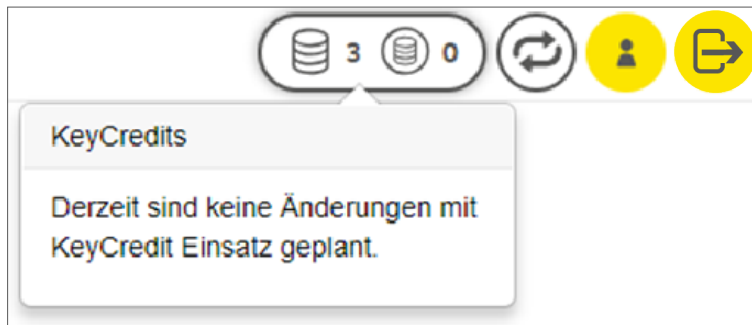 3 0
KeyCredits
Derzeit sind keine Änderungen mit
KeyCredit Einsatz geplant.